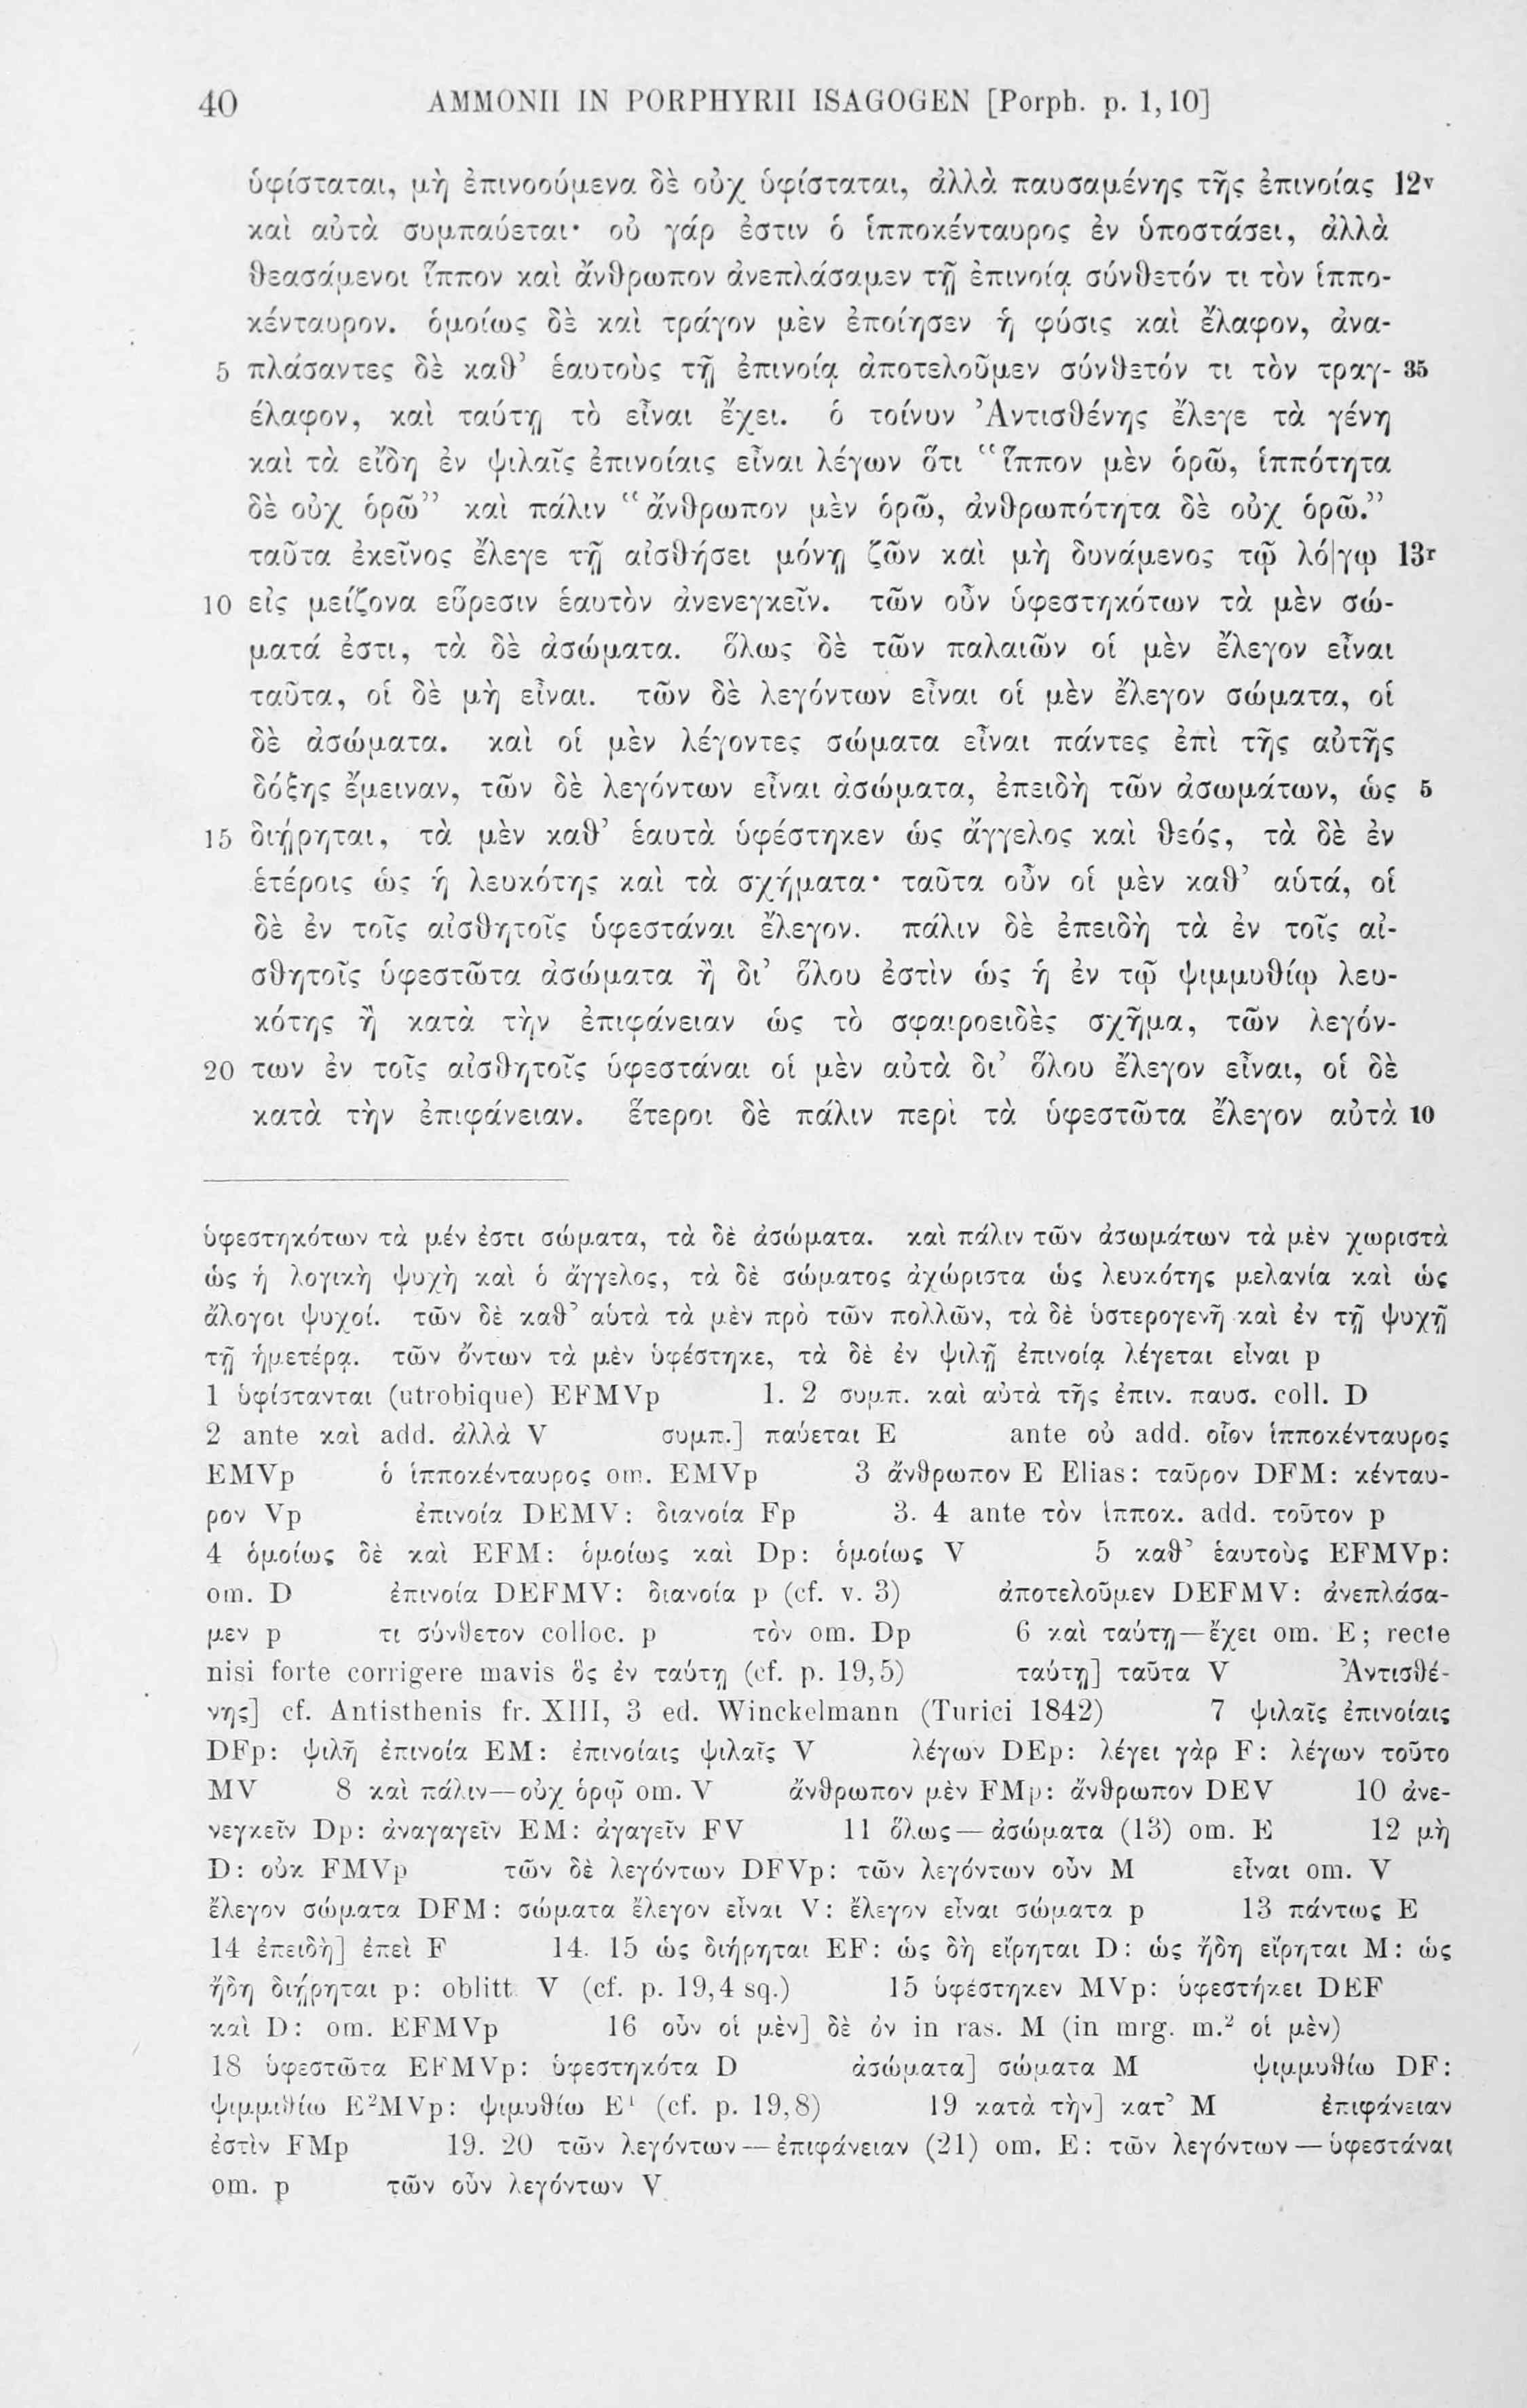 40 AMMONII IN PORPHYRII ISAGOGEN [Porph. p. 1,10]
ὑφίσταται, μὴ ἐπινοούμενα δὲ οὐχ ὑφίσταται, ἀλλὰ παυσαμένης τῆς ἐπινοίας 12v
καὶ αὐτὰ συμπαύεται· οὐ γάρ ἐστιν ὁ ἱπποκένταυρος ἐν ὑποστάσει, ἀλλὰ
θεασάμενοι ἵππον καὶ ἄνθρωπον ἀνεπλάσαμεν τῇ ἐπινοίᾳ σύνθετόν τι τὸν ἱππο-
κένταυρον. ὁμοίως δὲ καὶ τράγον μὲν ἐποίησεν ἡ φύσις καὶ ἔλαφον, ἀνα-
5 πλάσαντες δὲ καθ’ ἑαυτοὺς τῇ ἐπινοίᾳ ἀποτελοῦμεν σύνθετόν τι τὸν τραγ- 35
έλαφον, καὶ ταύτῃ τὸ εἶναι ἔχει. ὁ τοίνυν Ἀντισθένης ἔλεγε τὰ γένη
καὶ τὰ εἴδη ἐν ψιλαῖς ἐπινοίαις εἶναι λέγων ὅτι “ἵππον μὲν ὁρῶ, ἱππότητα
δὲ οὐχ ὁρῶ” καὶ πάλιν “ἄνθρωπον μὲν ὁρῶ, ἀνθρωπότητα δὲ οὐχ ὁρῶ.”
ταῦτα ἐκεῖνος ἔλεγε τῇ αἰσθήσει μόνῃ ζῶν καὶ μὴ δυνάμενος τῷ λό|γῳ 13r
10 εἰς μείζονα εὕρεσιν ἑαυτὸν ἀνενεγκεῖν. τῶν οὖν ὑφεστηκότων τὰ μὲν σώ-
ματά ἐστι, τὰ δὲ ἀσώματα. ὅλως δὲ τῶν παλαιῶν οἱ μὲν ἔλεγον εἶναι
ταῦτα, οἱ δὲ μὴ εἶναι. τῶν δὲ λεγόντων εἶναι οἱ μὲν ἔλεγον σώματα, οἱ
δὲ ἀσώματα. καὶ οἱ μὲν λέγοντες σώματα εἶναι πάντες ἐπὶ τῆς αὐτῆς
δόξης ἔμειναν, τῶν δὲ λεγόντων εἶναι ἀσώματα, ἐπειδὴ τῶν ἀσωμάτων, ὡς 5
15 διῄρηται, τὰ μὲν καθ’ ἑαυτὰ ὑφέστηκεν ὡς ἄγγελος καὶ θεός, τὰ δὲ ἐν
ἑτέροις ὡς ἡ λευκότης καὶ τὰ σχήματα· ταῦτα οὖν οἱ μὲν καθ’ αὑτά, οἱ
δὲ ἐν τοῖς αἰσθητοῖς ὑφεστάναι ἔλεγον. πάλιν δὲ ἐπειδὴ τὰ ἐν τοῖς αἰ-
σθητοῖς ὑφεστῶτα ἀσώματα ἢ δι’ ὅλου ἐστὶν ὡς ἡ ἐν τῷ ψιμμυθίῳ λευ-
κότης ἢ κατὰ τὴν ἐπιφάνειαν ὡς τὸ σφαιροειδὲς σχῆμα, τῶν λεγόν-
20 των ἐν τοῖς αἰσθητοῖς ὑφεστάναι οἱ μὲν αὐτὰ δι’ ὅλου ἔλεγον εἶναι, οἱ δὲ
κατὰ τὴν ἐπιφάνειαν. ἕτεροι δὲ πάλιν περὶ τὰ ὑφεστῶτα ἔλεγον αὐτὰ 10
ὑφεστηκότων τὰ μέν ἐστι σώματα, τὰ δὲ ἀσώματα. καὶ πάλιν τῶν ἀσωμάτων τὰ μὲν χωριστὰ
ὡς ἡ λογικὴ ψυχὴ καὶ ὁ ἄγγελος, τὰ δὲ σώματος ἀχώριστα ὡς λευκότης μελανία καὶ ὡς
ἄλογοι ψυχοί. τῶν δὲ καθ’ αὑτὰ τὰ μὲν πρὸ τῶν πολλῶν, τὰ δὲ ὑστερογενῆ καὶ ἐν τῇ ψυχῇ
τῇ ἡμετέρᾳ. τῶν ὄντων τὰ μὲν ὑφέστηκε, τὰ δὲ ἐν ψιλῇ ἐπινοίᾳ λέγεται εἶναι p
1 ὑφίστανται (utrobique) EFMVp 1. 2 συμπ. καὶ αὐτὰ τῆς ἐπιν. παυσ. coll. D
2 ante καὶ add. ἀλλὰ V συμπ.] παύεται E ante οὐ add. οἷον ἱπποκένταυρος
EMVp ὁ ἱπποκένταυρος om. EMVp 3 ἄνθρωπον E Elias: ταῦρον DFM: κένταυ-
ρον Vp ἐπινοία DEMV: διανοία Fp 3. 4 ante τὸν ἱπποκ. add. τοῦτον p
4 ὁμοίως δὲ καὶ EFM: ὁμοίως καὶ Dp: ὁμοίως V 5 καθ’ ἑαυτοὺς EFMVp:
om. D ἐπινοία DEFMV: διανοία p (cf. v. 3) ἀποτελοῦμεν DEFMV: ἀνεπλάσα-
μεν p τι σύνθετον colloc. p τὸν om. Dp 6 καὶ ταύτῃ—ἔχει om. E; recte
nisi forte corrigere mavis ὃς ἐν ταύτῃ (cf. p. 19,5) ταύτῃ] ταῦτα V Ἀντισθέ-
νης] cf. Antisthenis fr. XIII, 3 ed. Winckelmann (Turici 1842) 7 ψιλαῖς ἐπινοίαις
DFp: ψιλῆ ἐπινοία EM: ἐπινοίαις ψιλαῖς V λέγων DEp: λέγει γὰρ F: λέγων τοῦτο
MV 8 καὶ πάλιν—οὐχ ὁρῶ om. V ἄνθρωπον μὲν FMp: ἄνθρωπον DEV 10 ἀνε-
νεγκεῖν Dp: ἀναγαγεῖν EM: ἀγαγεῖν FV 11 ὅλως—ἀσώματα (13) om. E 12 μὴ
D: οὐκ FMVp τῶν δὲ λεγόντων DFVp: τῶν λεγόντων οὖν M εἶναι om. V
ἔλεγον σώματα DFM: σώματα ἔλεγον εἶναι V: ἔλεγον εἶναι σώματα p 13 πάντως E
14 ἐπειδὴ] ἐπεὶ F 14. 15 ὡς διήρηται EF: ὡς δὴ εἴρηται D: ὡς ἤδη εἴρηται M: ὡς
ἤδη διῄρηται p: oblitt. V (cf. p. 19,4 sq.) 15 ὑφέστηκεν MVp: ὑφεστήκει DEF
καὶ D: om. EFMVp 16 οὖν οἱ μὲν] δὲ ὀν in ras. M (in mrg. m.² οἱ μὲν)
18 ὑφεστῶτα EFMVp: ὑφεστηκότα D ἀσώματα] σώματα M ψιμμυθίω DF:
ψιμμιθίω E²MVp: ψιμυθίω E¹ (cf. p. 19,8) 19 κατὰ τὴν] κατ’ M ἐπιφάνειαν
ἐστὶν FMp 19. 20 τῶν λεγόντων—ἐπιφάνειαν (21) om. E: τῶν λεγόντων—ὑφεστάναι
om. p τῶν οὖν λεγόντων V